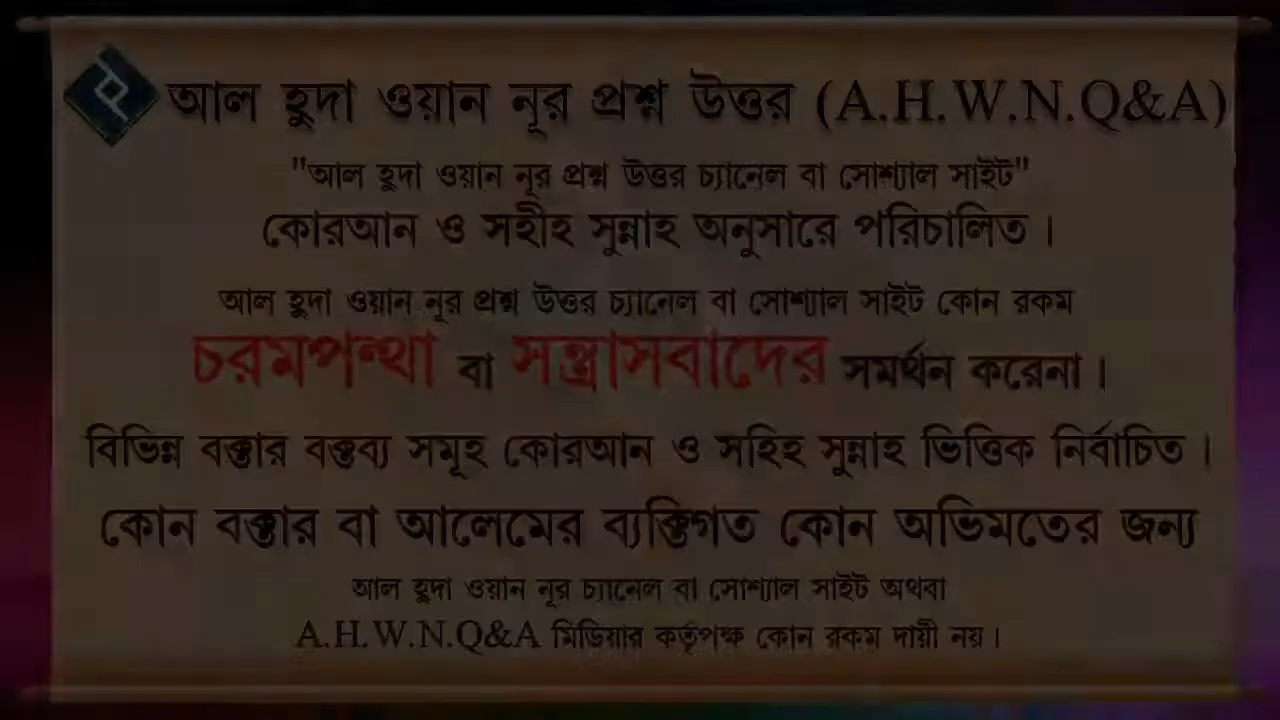 আল হুদা ওয়ান নূর প্রশ্ন উত্তর (A.H.W.N.Q&A)
"আল হুদা ওয়ান নূর প্রশ্ন উত্তর চ্যানেল বা সোশ্যাল সাইট"
কোরআন ও সহীহ সুন্নাহ অনুসারে পরিচালিত ।
আল হুদা ওয়ান নূর প্রশ্ন উত্তর চ্যানেল বা সোশ্যাল সাইট কোন রকম
চরমপন্থা বা সন্ত্রাসবাদের সমর্থন করেনা ।
বিভিন্ন বক্তার বক্তব্য সমূহ কোরআন ও সহিহ সুন্নাহ ভিত্তিক নির্বাচিত ।
কোন বক্তার বা আলেমের ব্যক্তিগত কোন অভিমতের জন্য
আল হুদা ওয়ান নূর চ্যানেল বা সোশ্যাল সাইট অথবা
A.H.W.N.Q&A মিডিয়ার কর্তৃপক্ষ কোন রকম দায়ী নয় ।